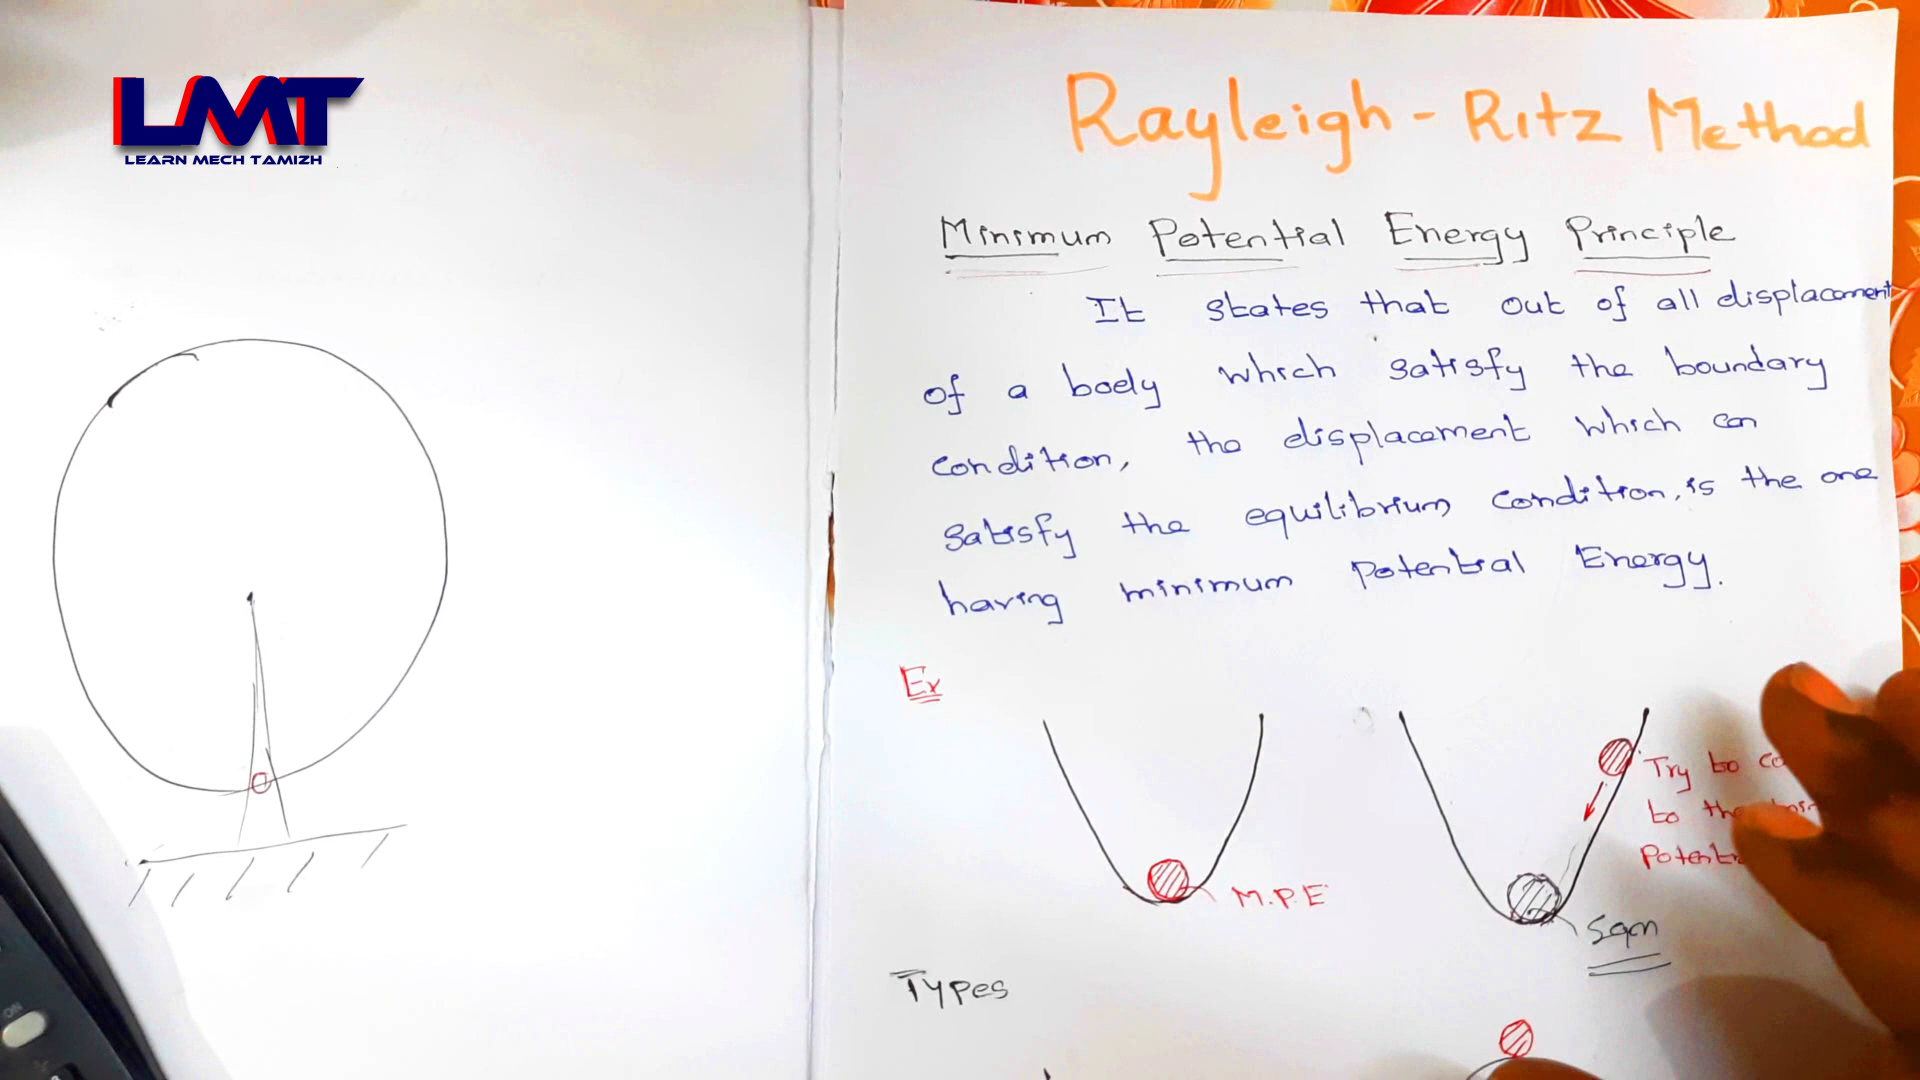 LMT
LEARN MECH TAMIZH
Rayleigh - Ritz Method
Minimum Potential Energy Principle
It states that out of all displacement
of a body which satisfy the boundary
condition, the displacement which can
satisfy the equilibrium condition, is the one
having minimum potential Energy.
Ex
M.P.E
Try to
to the
Types
ON